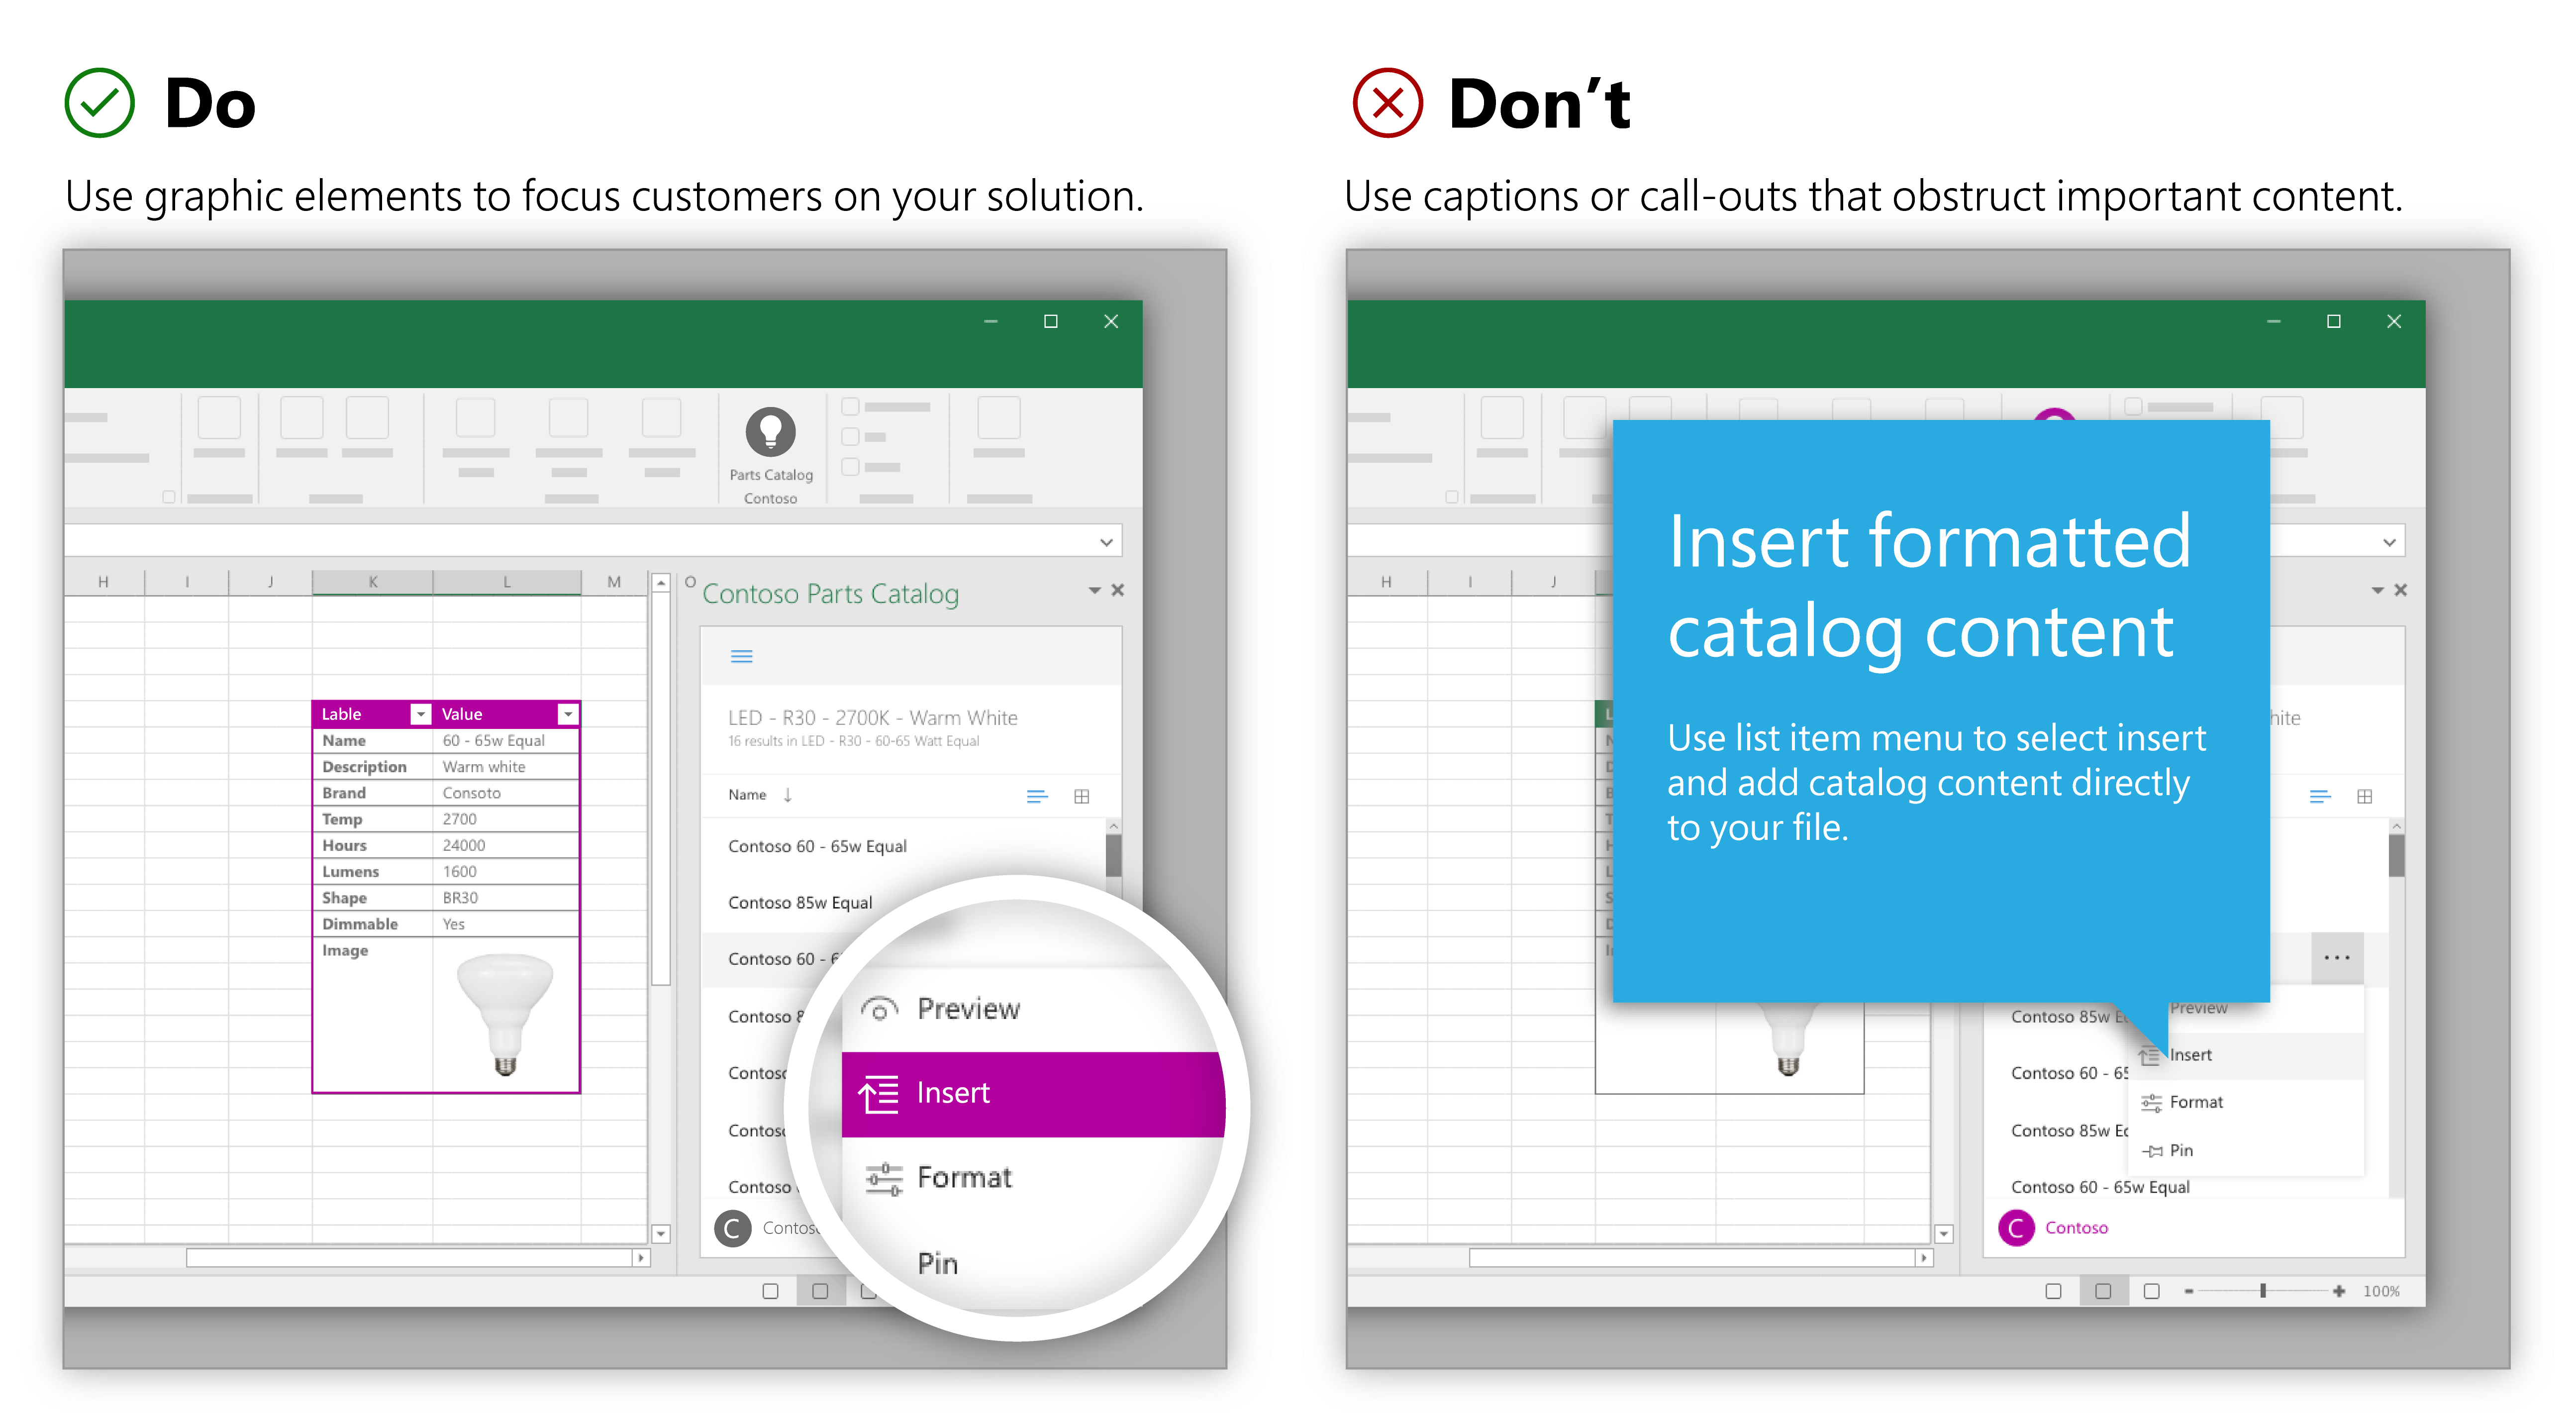 Do
Use graphic elements to focus customers on your solution.
Parts Catalog
Contoso
H I J K L M O
Contoso Parts Catalog
LED - R30 - 2700K - Warm White
16 results in LED - R30 - 60-65 Watt Equal
Name
Lable Value
Name 60 - 65w Equal
Description Warm white
Brand Consoto
Temp 2700
Hours 24000
Lumens 1600
Shape BR30
Dimmable Yes
Image
Contoso 60 - 65w Equal
Contoso 85w Equal
Contoso 60 - 6
Contoso 8
Contoso
Contoso
Contoso
C Contoso
Preview
Insert
Format
Pin
Don't
Use captions or call-outs that obstruct important content.
H I J
Insert formatted
catalog content
Use list item menu to select insert
and add catalog content directly
to your file.
hite
Contoso 85w E
Contoso 60 - 65
Contoso 85w Ec
Contoso 60 - 65w Equal
Preview
Insert
Format
Pin
C Contoso
100%